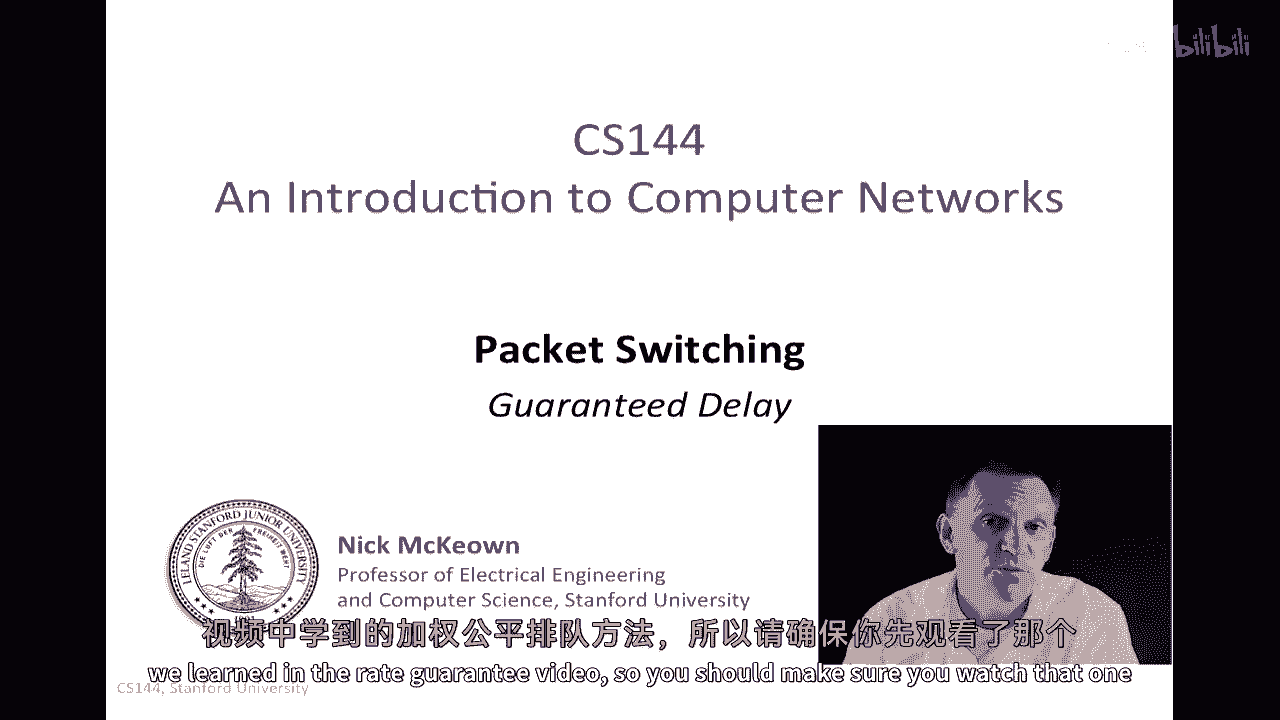 bilibili
CS144
An Introduction to Computer Networks
Packet Switching
Guaranteed Delay
LELAND STANFORD JUNIOR UNIVERSITY
DIE LUFT DER FREIHEIT WEHT
Nick McKeown
Professor of Electrical Engineering
and Computer Science, Stanford University
视频中学到的加权公平排队方法，所以请确保你先观看了那个
we learned in the rate guarantee video, so you should make sure you watch that one
CS144, Stanford University